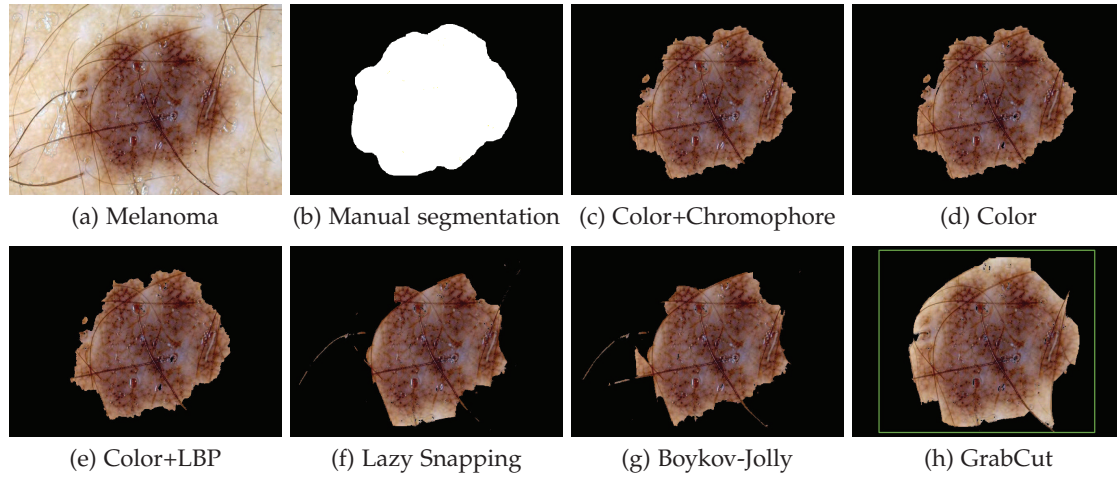 (a) Melanoma
(b) Manual segmentation
(c) Color+Chromophore
(d) Color
(e) Color+LBP
(f) Lazy Snapping
(g) Boykov-Jolly
(h) GrabCut